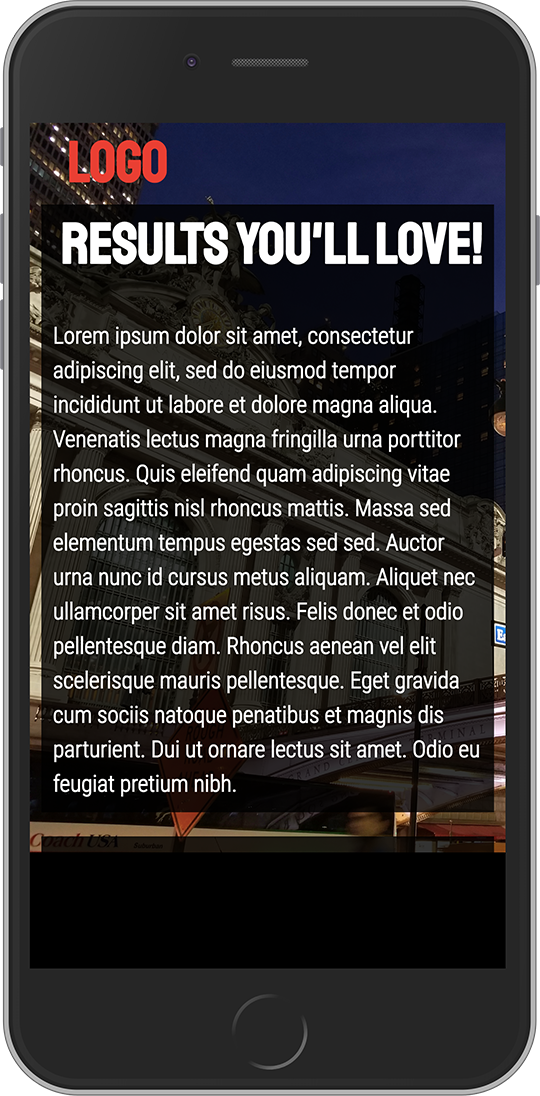 LOGO
RESULTS YOU'LL LOVE!
Lorem ipsum dolor sit amet, consectetur
adipiscing elit, sed do eiusmod tempor
incididunt ut labore et dolore magna aliqua.
Venenatis lectus magna fringilla urna porttitor
rhoncus. Quis eleifend quam adipiscing vitae
proin sagittis nisl rhoncus mattis. Massa sed
elementum tempus egestas sed sed. Auctor
urna nunc id cursus metus aliquam. Aliquet nec
ullamcorper sit amet risus. Felis donec et odio
pellentesque diam. Rhoncus aenean vel elit
scelerisque mauris pellentesque. Eget gravida
cum sociis natoque penatibus et magnis dis
parturient. Dui ut ornare lectus sit amet. Odio eu
feugiat pretium nibh.
TERMINAL
Coach USA
Suburban